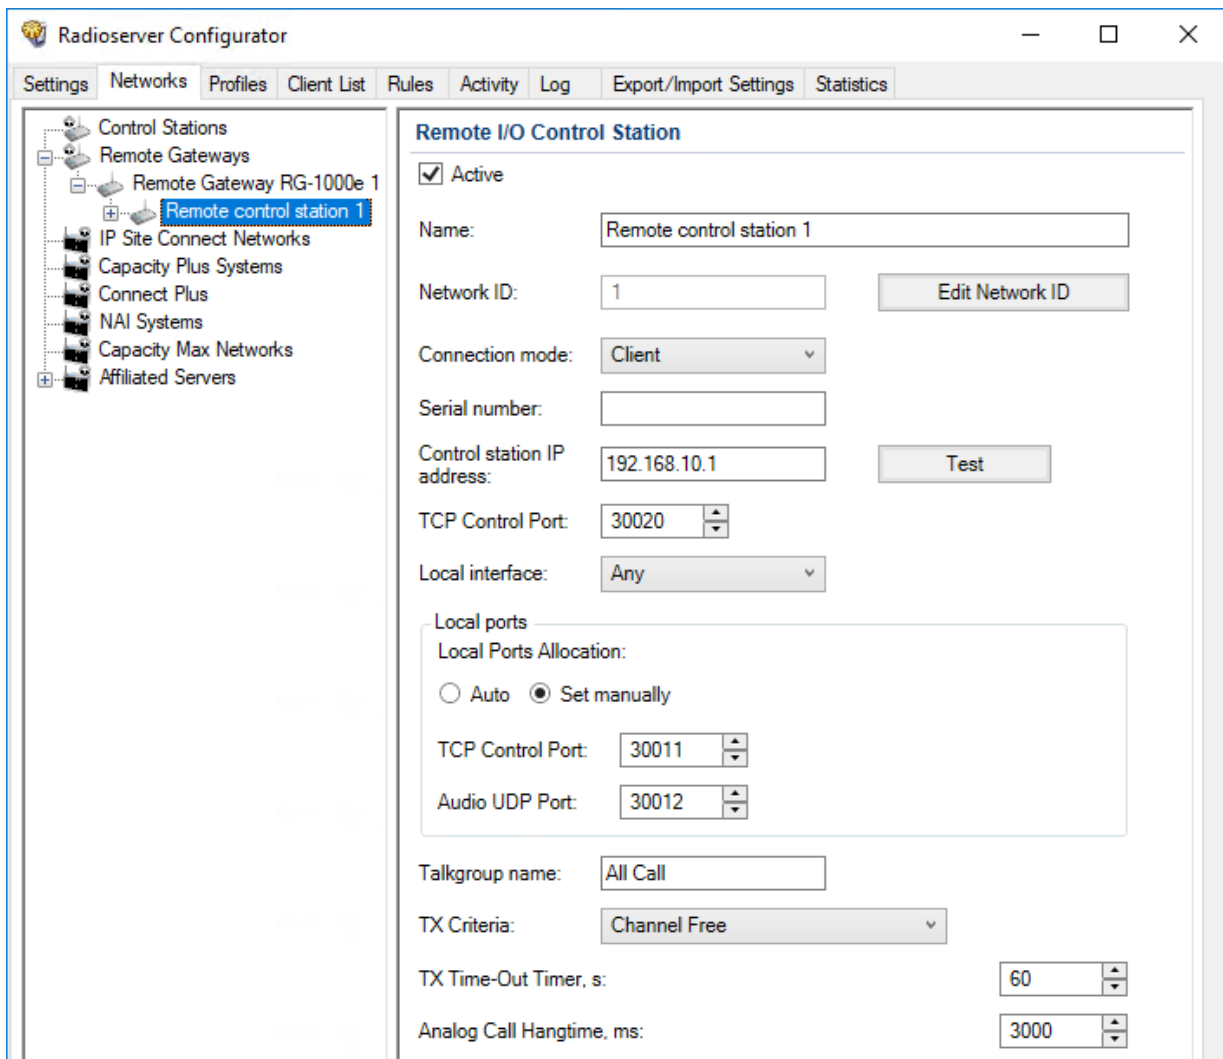 Radioserver Configurator
Settings Networks Profiles Client List Rules Activity Log Export/Import Settings Statistics
Control Stations
Remote Gateways
Remote Gateway RG-1000e 1
Remote control station 1
IP Site Connect Networks
Capacity Plus Systems
Connect Plus
NAI Systems
Capacity Max Networks
Affiliated Servers
Remote I/O Control Station
Active
Name: Remote control station 1
Network ID: 1 Edit Network ID
Connection mode: Client
Serial number:
Control station IP
address: 192.168.10.1 Test
TCP Control Port: 30020
Local interface: Any
Local ports
Local Ports Allocation:
Auto Set manually
TCP Control Port: 30011
Audio UDP Port: 30012
Talkgroup name: All Call
TX Criteria: Channel Free
TX Time-Out Timer, s: 60
Analog Call Hangtime, ms: 3000